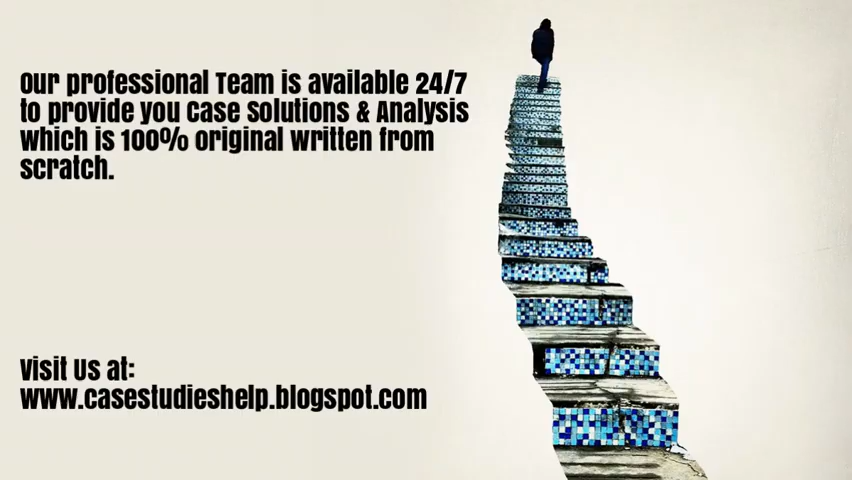 Our professional Team is available 24/7
to provide you Case Solutions & Analysis
which is 100% original written from
scratch.
Visit Us at:
www.casestudieshelp.blogspot.com